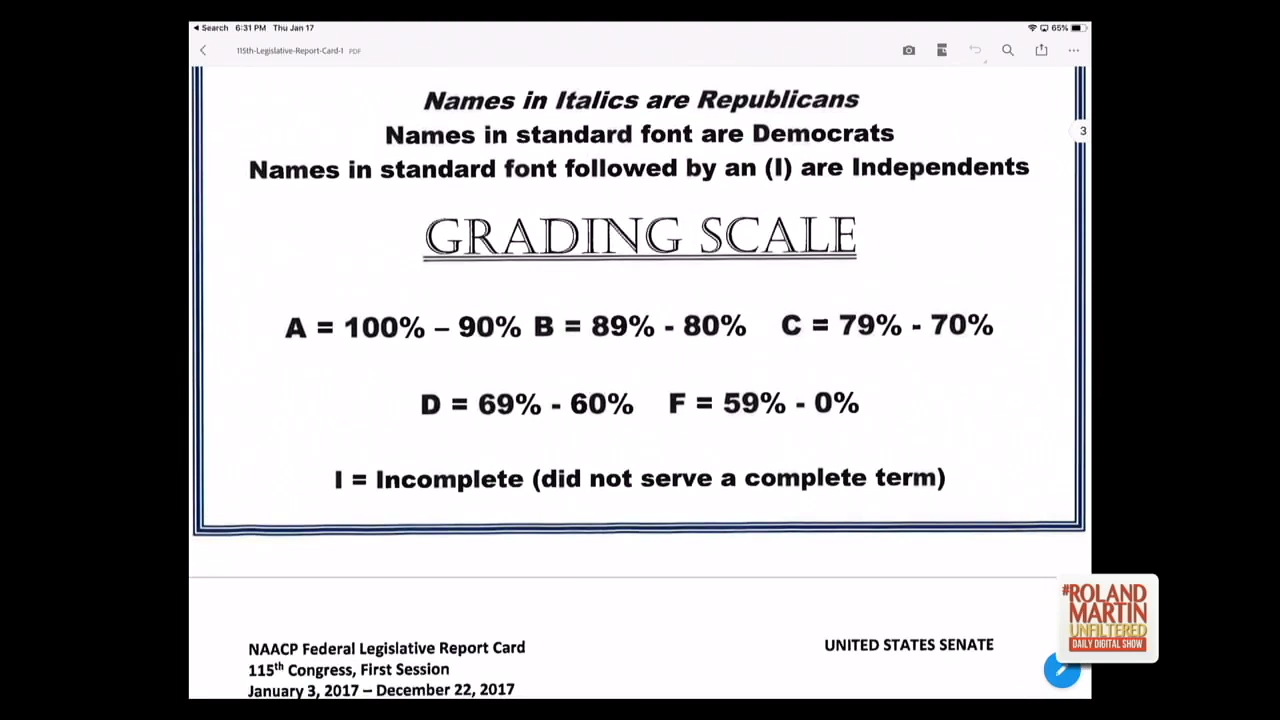 Search 6:31 PM Thu Jan 17
65%
115th-Legislative-Report-Card-1 PDF
Names in Italics are Republicans
3
Names in standard font are Democrats
Names in standard font followed by an (I) are Independents
GRADING SCALE
A = 100% – 90% B = 89% - 80% C = 79% - 70%
D = 69% - 60% F = 59% - 0%
I = Incomplete (did not serve a complete term)
#ROLAND
MARTIN
UNFILTERED
DAILY DIGITAL SHOW
NAACP Federal Legislative Report Card
UNITED STATES SENATE
115th Congress, First Session
January 3, 2017 – December 22, 2017